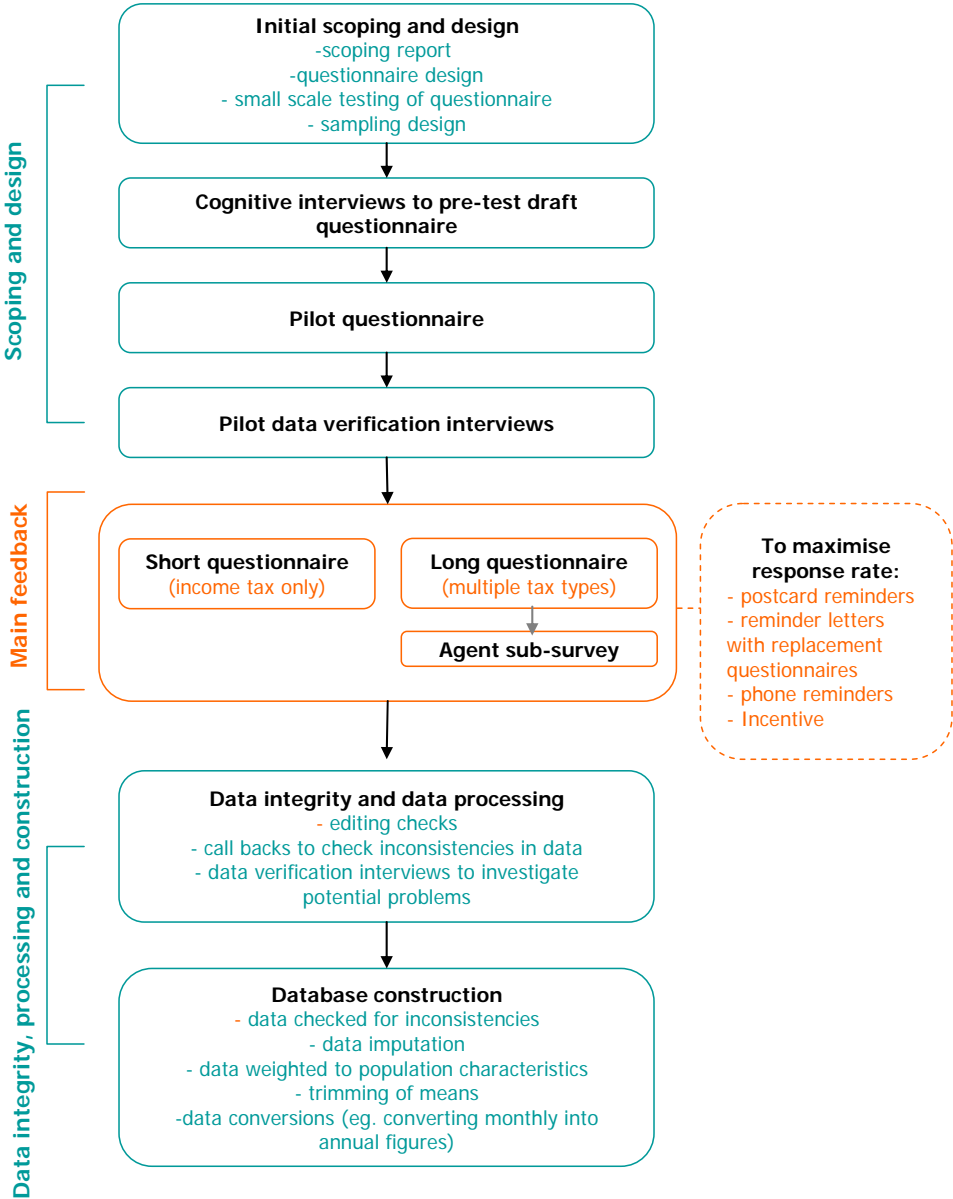 Scoping and design
Initial scoping and design
-scoping report
-questionnaire design
- small scale testing of questionnaire
- sampling design
Cognitive interviews to pre-test draft
questionnaire
Pilot questionnaire
Pilot data verification interviews
Main feedback
Short questionnaire
(income tax only)
Long questionnaire
(multiple tax types)
Agent sub-survey
To maximise
response rate:
- postcard reminders
- reminder letters
with replacement
questionnaires
- phone reminders
- Incentive
Data integrity, processing and construction
Data integrity and data processing
- editing checks
- call backs to check inconsistencies in data
- data verification interviews to investigate
potential problems
Database construction
- data checked for inconsistencies
- data imputation
- data weighted to population characteristics
- trimming of means
-data conversions (eg. converting monthly into
annual figures)